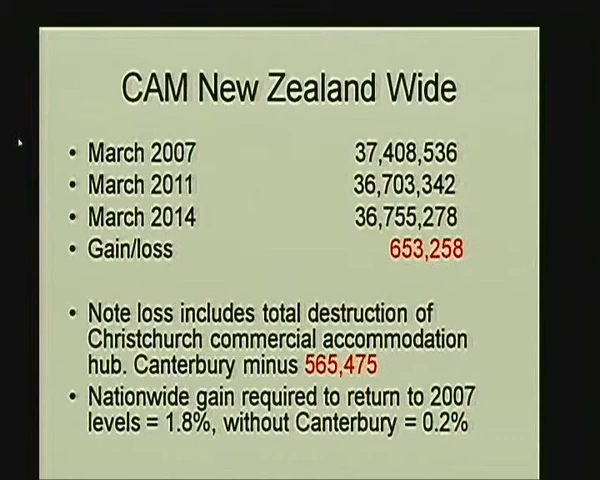 CAM New Zealand Wide
• March 2007 37,408,536
• March 2011 36,703,342
• March 2014 36,755,278
• Gain/loss 653,258
• Note loss includes total destruction of
Christchurch commercial accommodation
hub. Canterbury minus 565,475
• Nationwide gain required to return to 2007
levels = 1.8%, without Canterbury = 0.2%